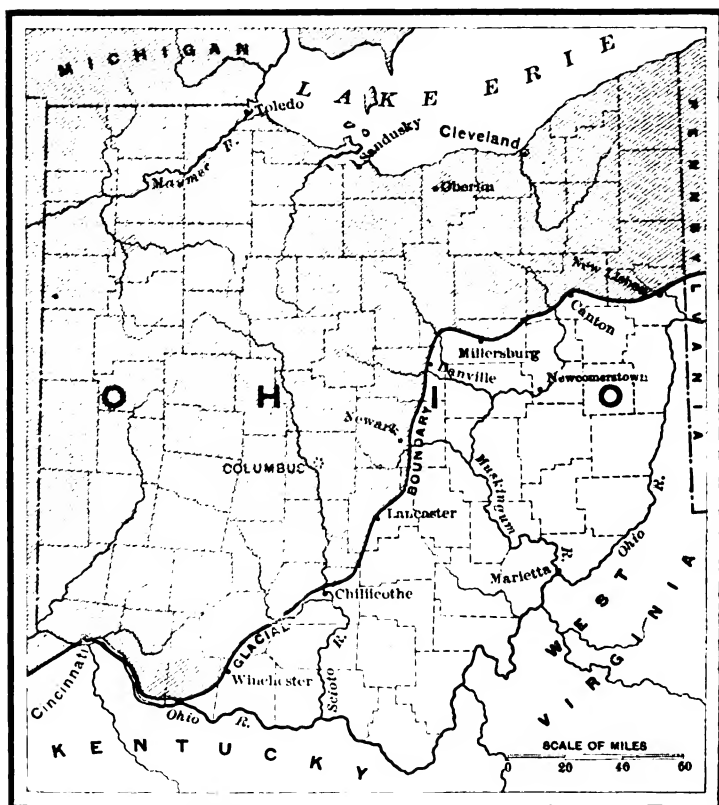 MICHIGAN
LAKE ERIE
Toledo
Maumee R.
Sandusky
Cleveland
Oberlin
PENNSYLVANIA
New Lisbon
Canton
Millersburg
Danville
Newcomerstown
O H I O
Newark
BOUNDARY
COLUMBUS
Muskingum R.
Lancaster
Ohio R.
Marietta
Chillicothe
WEST VIRGINIA
GLACIAL
Winchester
Scioto R.
Cincinnati
Ohio R.
KENTUCKY
SCALE OF MILES
0 20 40 60